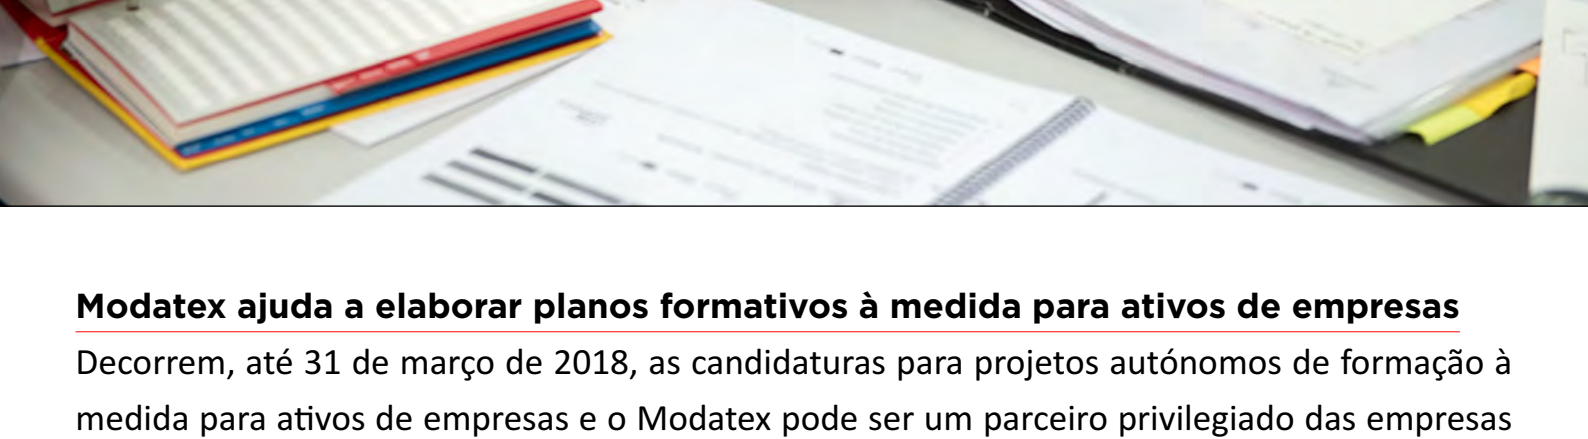 Modatex ajuda a elaborar planos formativos à medida para ativos de empresas
Decorrem, até 31 de março de 2018, as candidaturas para projetos autónomos de formação à
medida para ativos de empresas e o Modatex pode ser um parceiro privilegiado das empresas